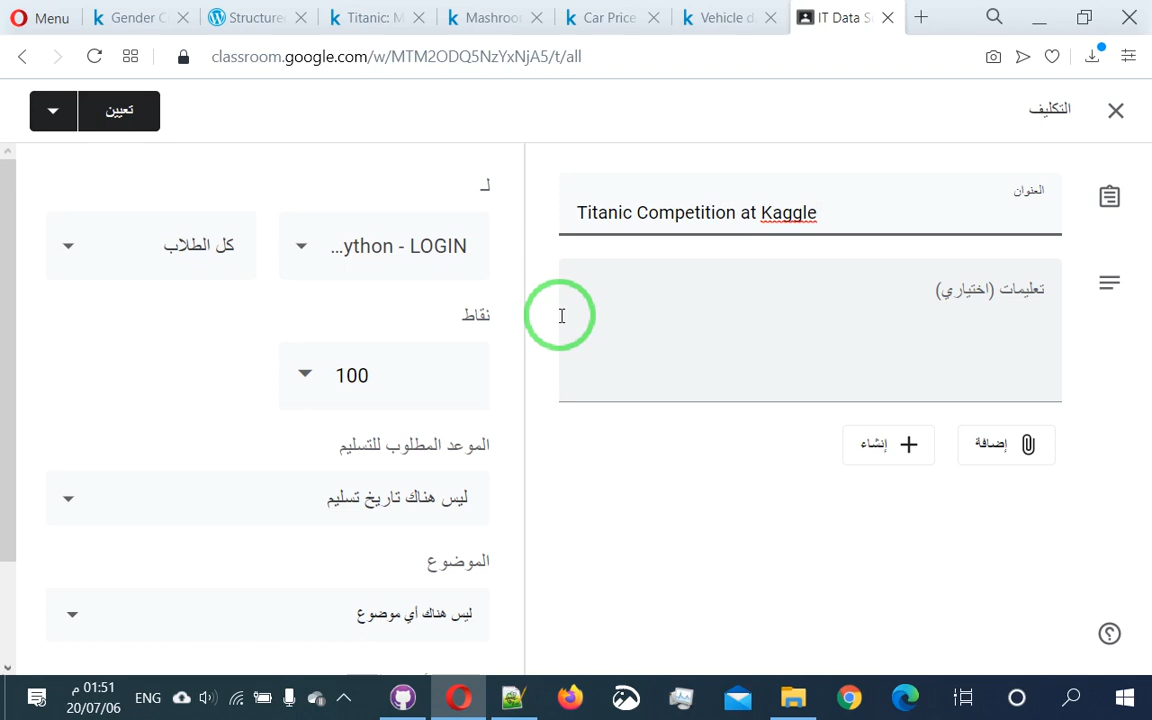 Menu
Gender C
Structure
Titanic: M
Mashroor
Car Price
Vehicle d
IT Data S
classroom.google.com/w/MTM2ODQ5NzYxNjA5/t/all
التكليف
تعيين
العنوان
Titanic Competition at Kaggle
تعليمات (اختياري)
إضافة
إنشاء
لـ
...ython - LOGIN
كل الطلاب
نقاط
100
الموعد المطلوب للتسليم
ليس هناك تاريخ تسليم
الموضوع
ليس هناك أي موضوع
01:51 م
20/07/06
ENG